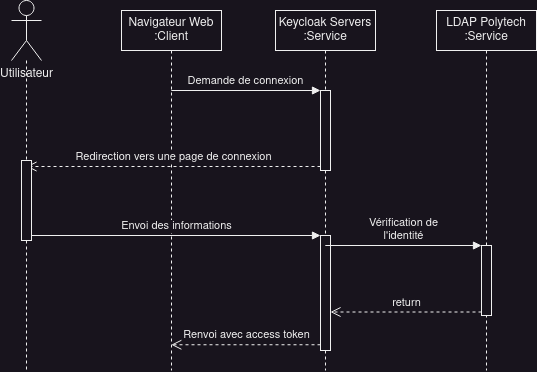 Navigateur Web
:Client
Keycloak Servers
:Service
LDAP Polytech
:Service
Utilisateur
Demande de connexion
Redirection vers une page de connexion
Envoi des informations
Vérification de
l'identité
return
Renvoi avec access token